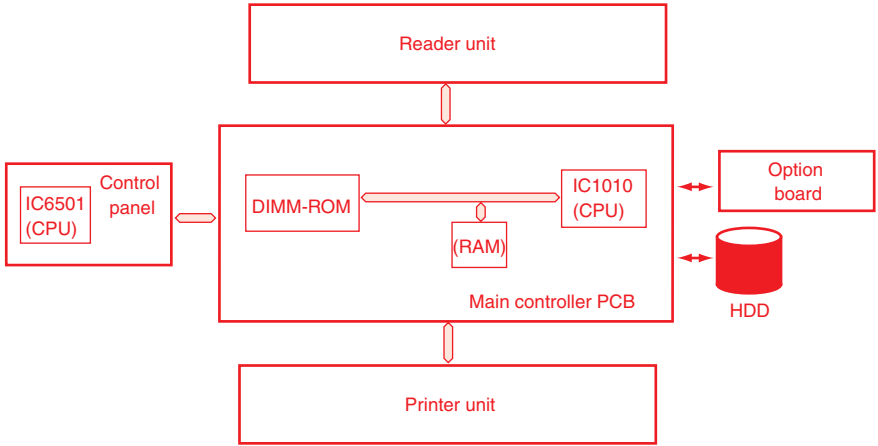 Reader unit
Control
panel
IC6501
(CPU)
DIMM-ROM
IC1010
(CPU)
(RAM)
Main controller PCB
Option
board
HDD
Printer unit